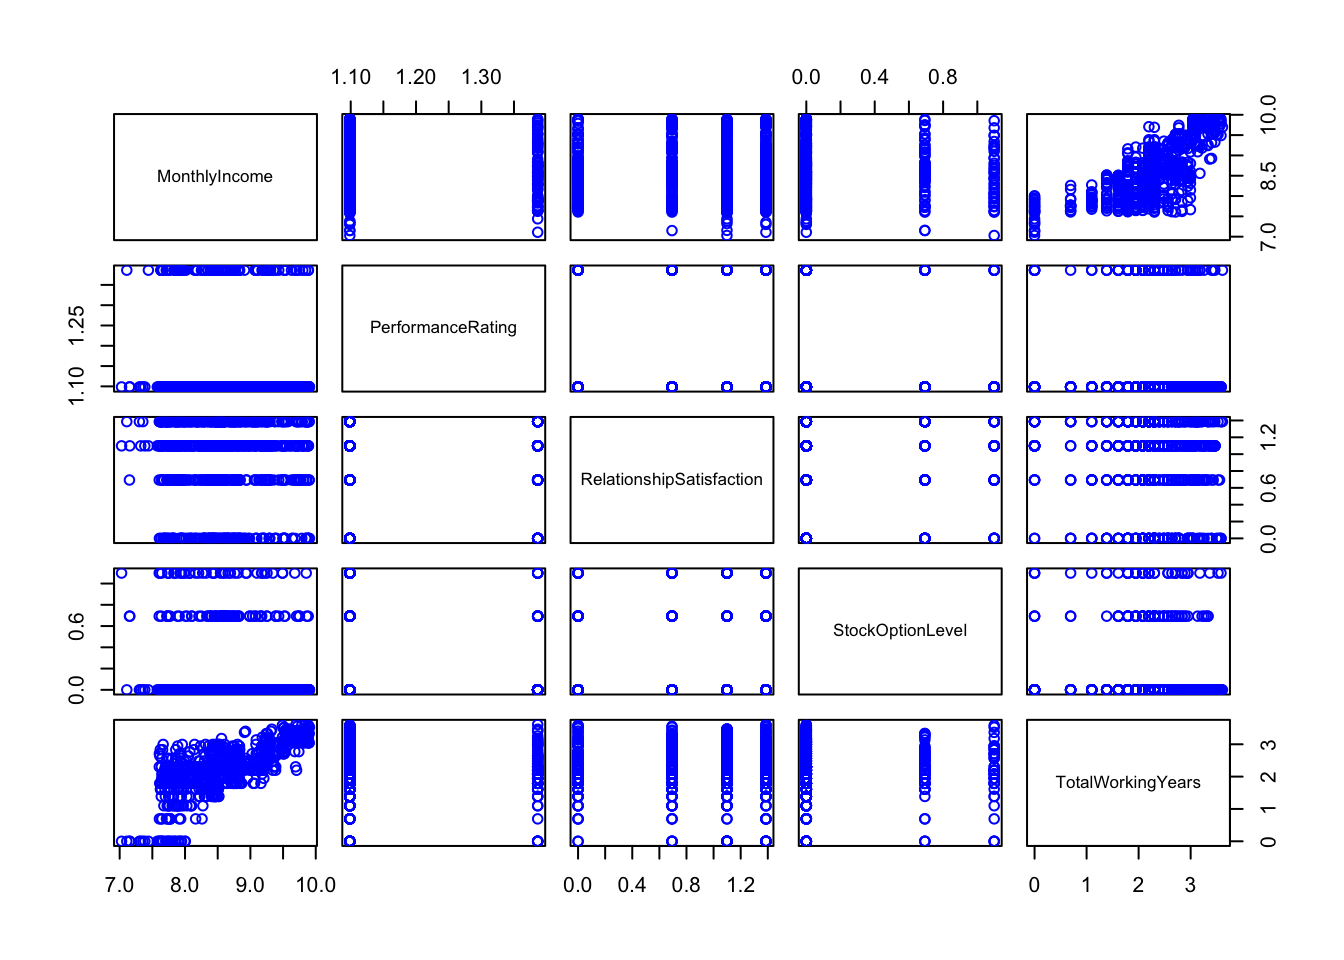 1.10 1.20 1.30 0.0 0.4 0.8
MonthlyIncome
7.0 8.5 10.0
1.10 1.25
PerformanceRating
RelationshipSatisfaction
0.0 0.6 1.2
0.0 0.6
StockOptionLevel
TotalWorkingYears
0 1 2 3
7.0 8.0 9.0 10.0 0.0 0.4 0.8 1.2 0 1 2 3